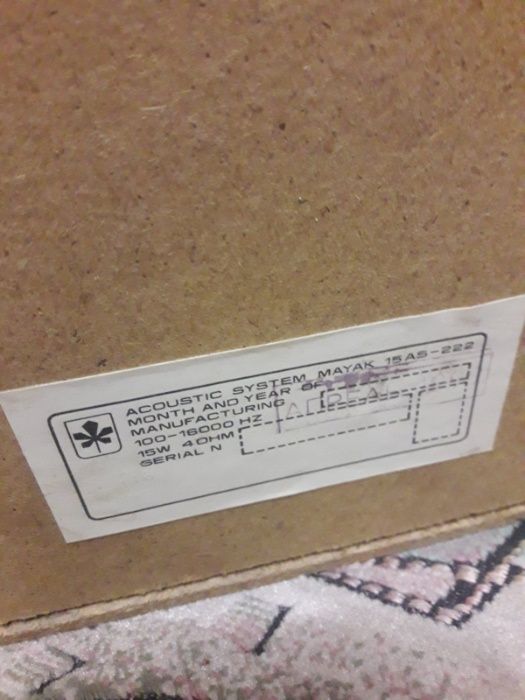 ACOUSTIC SYSTEM MAYAK 15AS-222
MONTH AND YEAR OF
MANUFACTURING
100-16000 HZ
15W 4OHM
SERIAL N